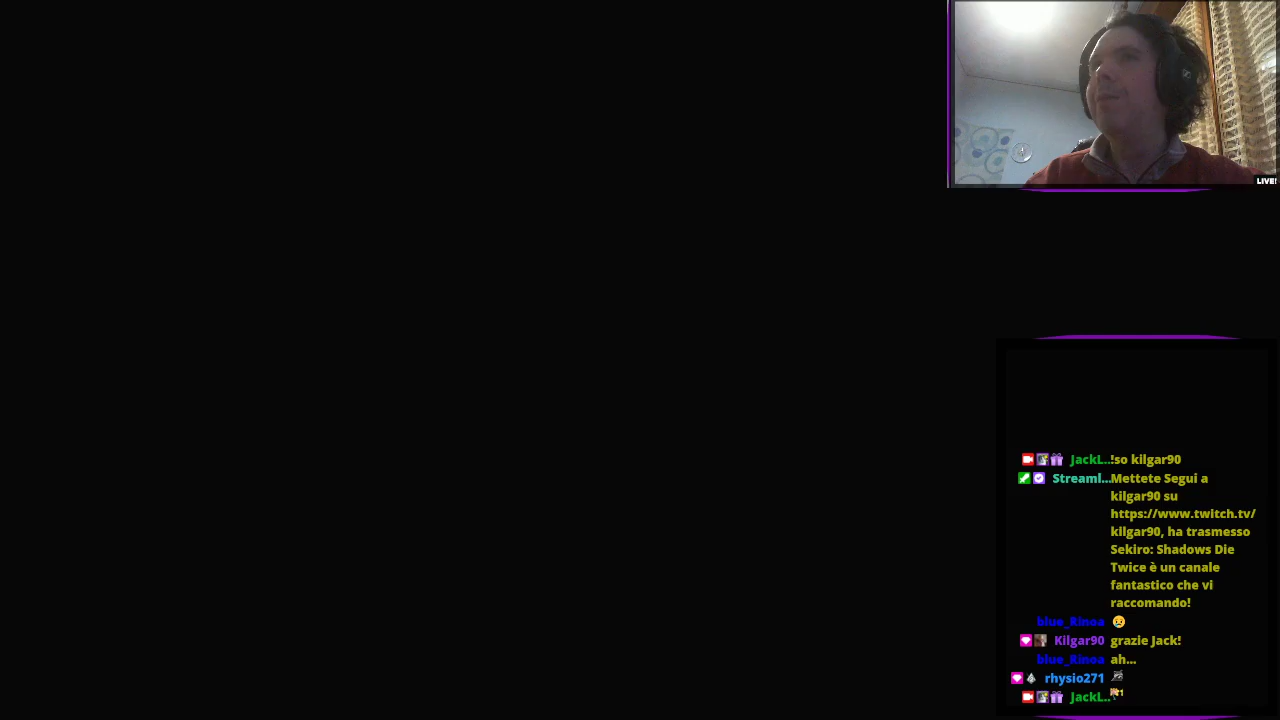 LIVE!
JackL...!so kilgar90
Streaml...Mettete Segui a
kilgar90 su
https://www.twitch.tv/
kilgar90, ha trasmesso
Sekiro: Shadows Die
Twice è un canale
fantastico che vi
raccomando!
blue_Rinoa
Kilgar90 grazie Jack!
blue_Rinoa ah...
rhysio271
JackL... 1